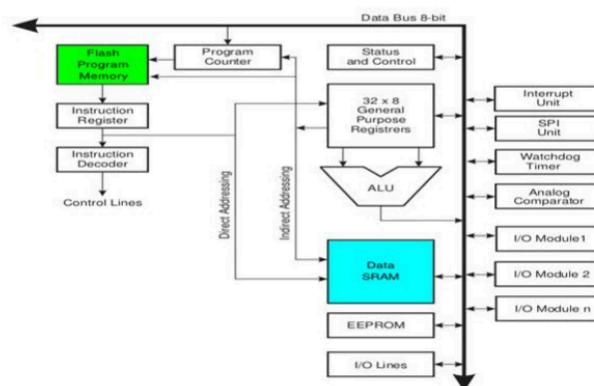 Data Bus 8-bit
Flash
Program
Memory
Program
Counter
Status
and Control
Instruction
Register
32 x 8
General
Purpose
Registrers
Interrupt
Unit
SPI
Unit
Instruction
Decoder
Watchdog
Timer
ALU
Control Lines
Direct Addressing
Indirect Addressing
Analog
Comparator
I/O Module1
Data
SRAM
I/O Module 2
I/O Module n
EEPROM
I/O Lines